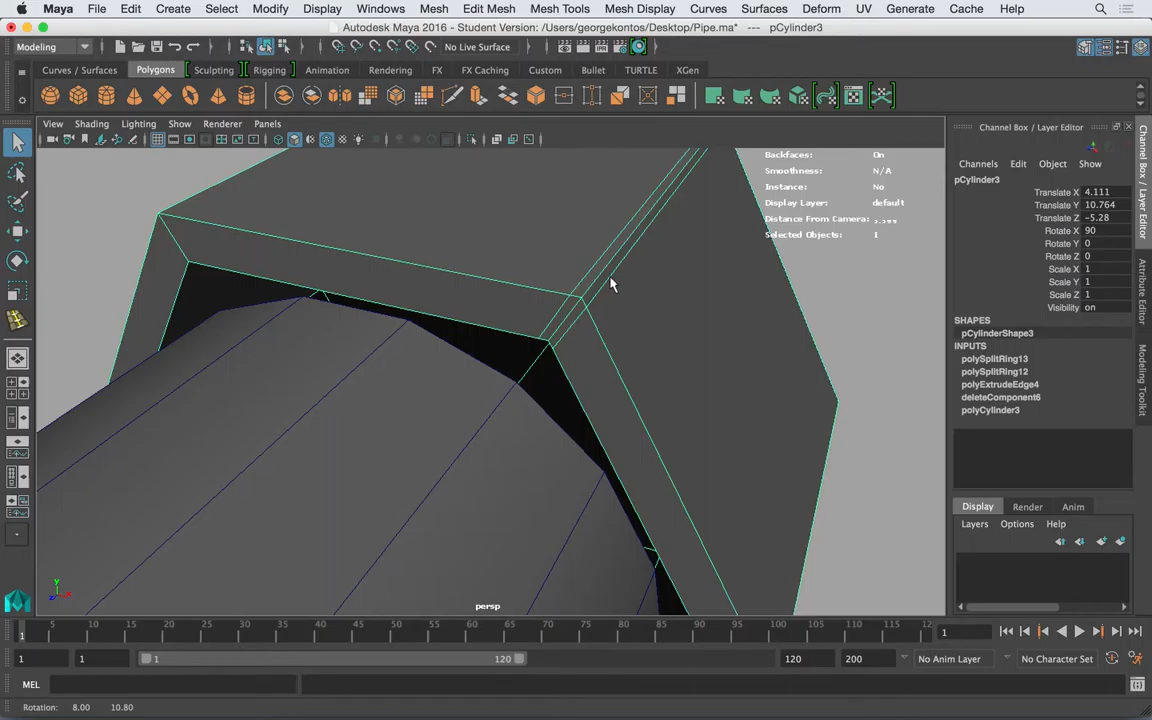 Maya File Edit Create Select Modify Display Windows Mesh Edit Mesh Mesh Tools Mesh Display Curves Surfaces Deform UV Generate Cache Help
Autodesk Maya 2016 - Student Version: /Users/georgekontos/Desktop/Pipe.ma* --- pCylinder3
Modeling No Live Surface
Curves / Surfaces Polygons Sculpting Rigging Animation Rendering FX FX Caching Custom Bullet TURTLE XGen
View Shading Lighting Show Renderer Panels
Channel Box / Layer Editor
Channels Edit Object Show
Backfaces: On
Smoothness: N/A
Instance: No
Display Layer: default
Distance From Camera:
Selected Objects: 1
pCylinder3
Translate X 4.111
Translate Y 10.764
Translate Z -5.28
Rotate X 90
Rotate Y 0
Rotate Z 0
Scale X 1
Scale Y 1
Scale Z 1
Visibility on
SHAPES
pCylinderShape3
INPUTS
polySplitRing13
polySplitRing12
polyExtrudeEdge4
deleteComponent6
polyCylinder3
Channel Box / Layer Editor
Attribute Editor
Modeling Toolkit
Display Render Anim
Layers Options Help
y
z
x
persp
1 5 10 15 20 25 30 35 40 45 50 55 60 65 70 75 80 85 90 95 100 105 110 115 12 1
1 1 1 120 120 200 No Anim Layer No Character Set
MEL
Rotation: 8.00 10.80